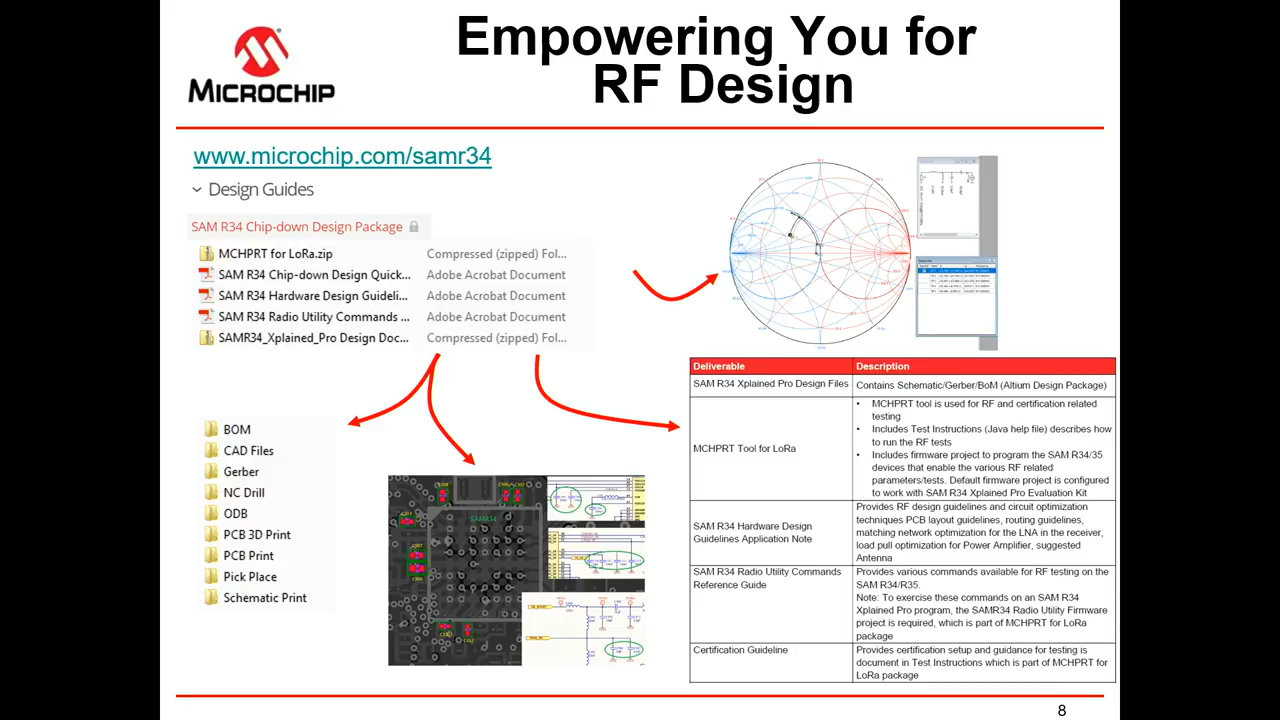 Empowering You for
RF Design
MICROCHIP
www.microchip.com/samr34
Design Guides
SAM R34 Chip-down Design Package
MCHPRT for LoRa.zip Compressed (zipped) Fol...
SAM R34 Chip-down Design Quick... Adobe Acrobat Document
SAM R34 Hardware Design Guideli... Adobe Acrobat Document
SAM R34 Radio Utility Commands ... Adobe Acrobat Document
SAMR34_Xplained_Pro Design Doc... Compressed (zipped) Fol...
BOM
CAD Files
Gerber
NC Drill
ODB
PCB 3D Print
PCB Print
Pick Place
Schematic Print
SAMR34
Deliverable Description
SAM R34 Xplained Pro Design Files Contains Schematic/Gerber/BoM (Altium Design Package)
MCHPRT Tool for LoRa
• MCHPRT tool is used for RF and certification related
testing
• Includes Test Instructions (Java help file) describes how
to run the RF tests
• Includes firmware project to program the SAM R34/35
devices that enable the various RF related
parameters/tests. Default firmware project is configured
to work with SAM R34 Xplained Pro Evaluation Kit
SAM R34 Hardware Design
Guidelines Application Note
Provides RF design guidelines and circuit optimization
techniques PCB layout guidelines, routing guidelines,
matching network optimization for the LNA in the receiver,
load pull optimization for Power Amplifier, suggested
Antenna
SAM R34 Radio Utility Commands
Reference Guide
Provides various commands available for RF testing on the
SAM R34/R35.
Note: To exercise these commands on an SAM R34
Xplained Pro program, the SAMR34 Radio Utility Firmware
project is required, which is part of MCHPRT for LoRa
package
Certification Guideline
Provides certification setup and guidance for testing is
document in Test Instructions which is part of MCHPRT for
LoRa package
8